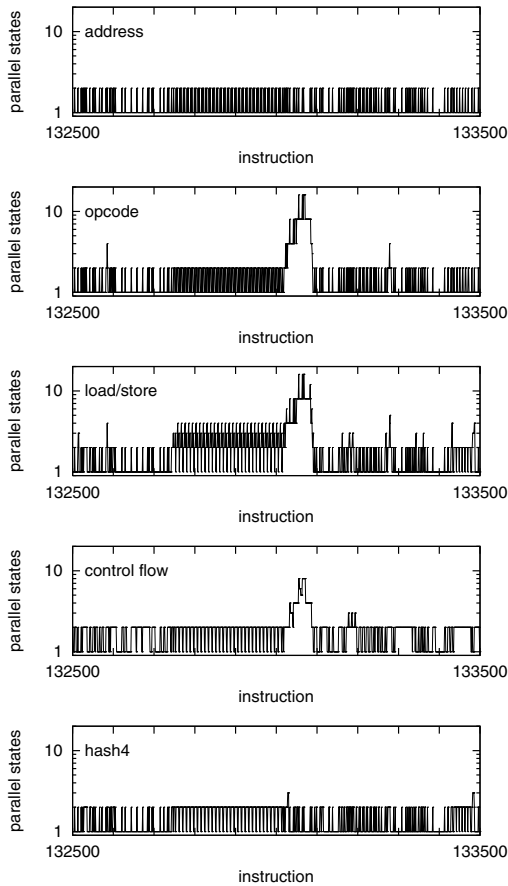 parallel states
10
1
address
132500
133500
instruction
parallel states
10
1
opcode
132500
133500
instruction
parallel states
10
1
load/store
132500
133500
instruction
parallel states
10
1
control flow
132500
133500
instruction
parallel states
10
1
hash4
132500
133500
instruction